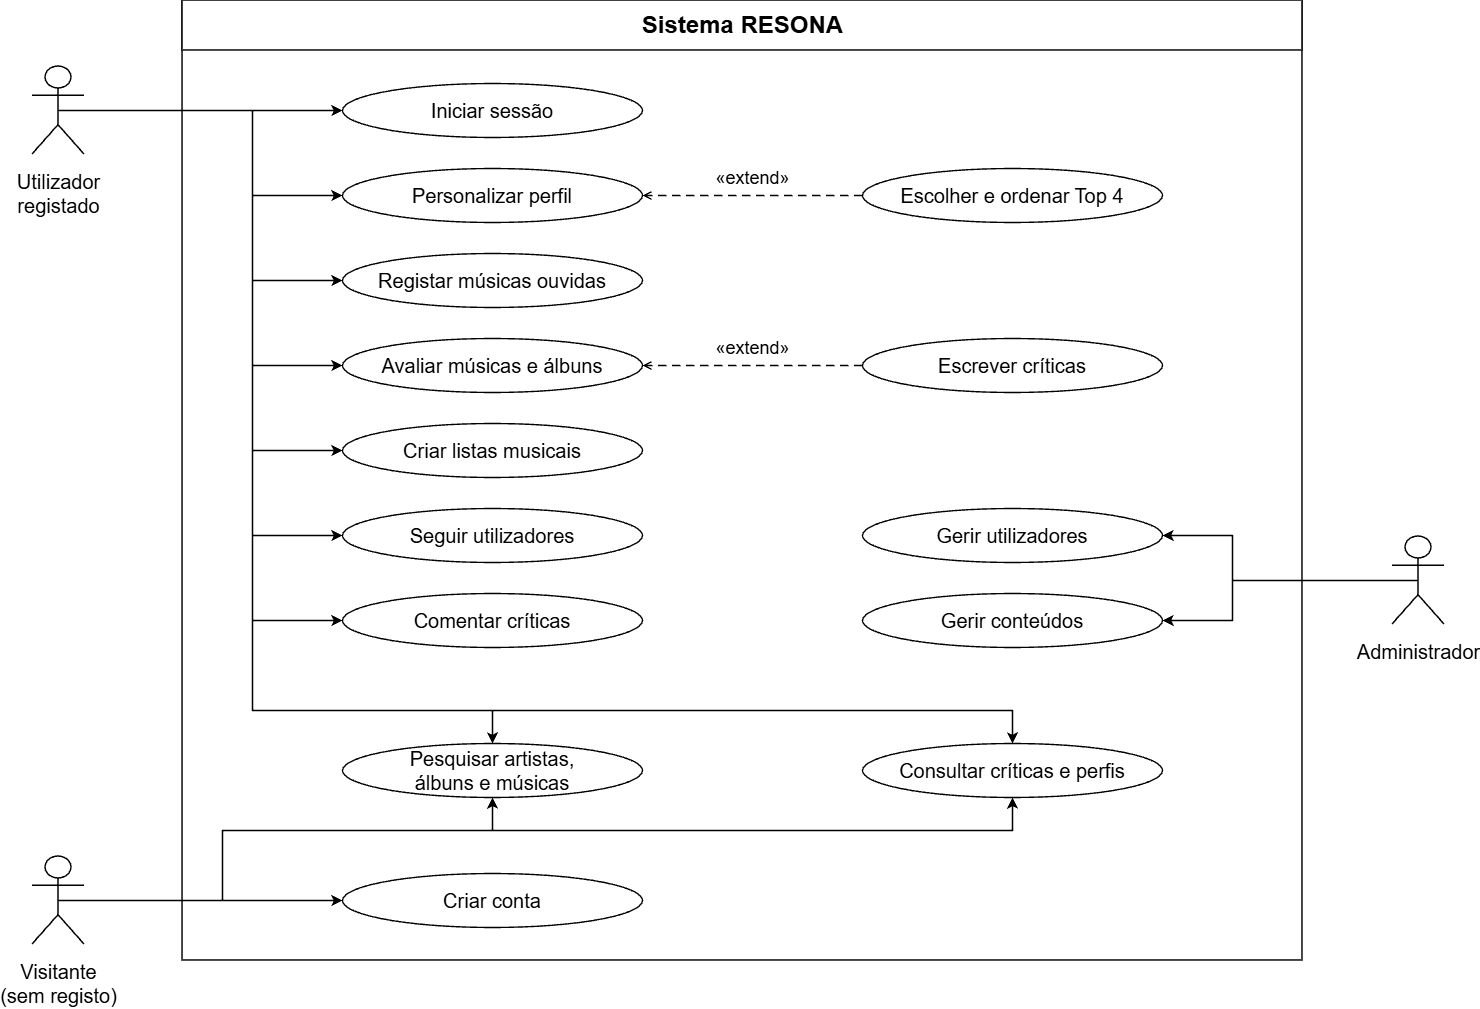 Sistema RESONA
Utilizador
registado
Iniciar sessão
Personalizar perfil
«extend»
Escolher e ordenar Top 4
Registar músicas ouvidas
Avaliar músicas e álbuns
«extend»
Escrever críticas
Criar listas musicais
Seguir utilizadores
Gerir utilizadores
Comentar críticas
Gerir conteúdos
Administrador
Pesquisar artistas,
álbuns e músicas
Consultar críticas e perfis
Criar conta
Visitante
(sem registo)